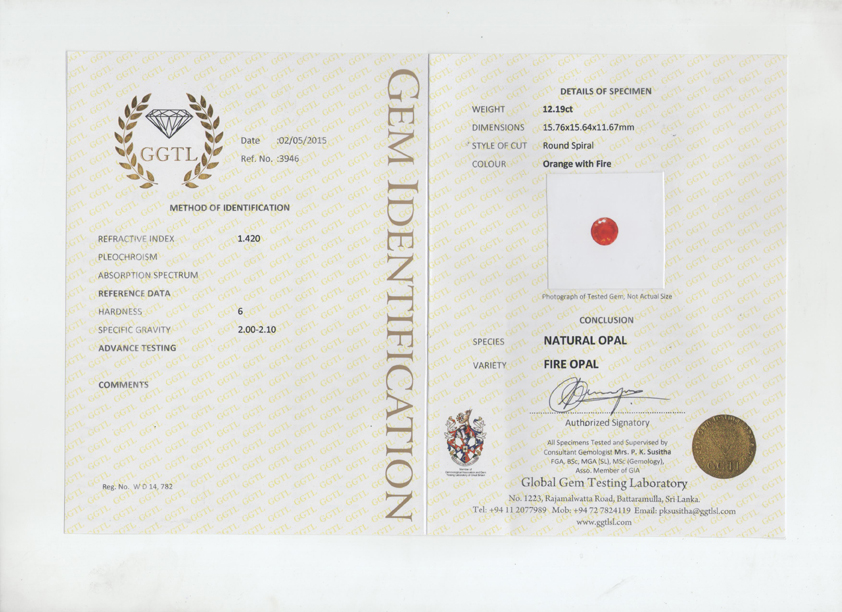 GGTL
Date :02/05/2015
Ref. No. :3946
METHOD OF IDENTIFICATION
REFRACTIVE INDEX 1.420
PLEOCHROISM
ABSORPTION SPECTRUM
REFERENCE DATA
HARDNESS 6
SPECIFIC GRAVITY 2.00-2.10
ADVANCE TESTING
COMMENTS
Reg. No. W D 14, 782
GEM IDENTIFICATION
DETAILS OF SPECIMEN
WEIGHT 12.19ct
DIMENSIONS 15.76x15.64x11.67mm
STYLE OF CUT Round Spiral
COLOUR Orange with Fire
Photograph of Tested Gem, Not Actual Size
CONCLUSION
SPECIES NATURAL OPAL
VARIETY FIRE OPAL
Authorized Signatory
All Specimens Tested and Supervised by
Consultant Gemologist Mrs. P. K. Susitha
FGA, BSc, MGA (SL), MSc (Gemology),
Asso. Member of GIA
Global Gem Testing Laboratory
No. 1223, Rajamalwatta Road, Battaramulla, Sri Lanka.
Tel: +94 11 2077989 Mob: +94 72 7824119 Email: pksusitha@ggtlsl.com
www.ggtlsl.com